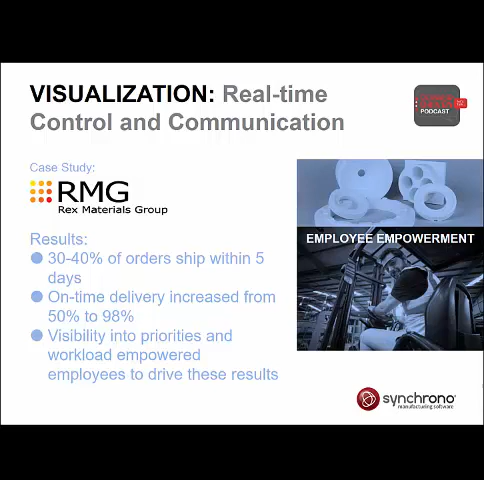 VISUALIZATION: Real-time
Control and Communication
PODCAST
Case Study:
RMG
Rex Materials Group
EMPLOYEE EMPOWERMENT
Results:
30-40% of orders ship within 5
days
On-time delivery increased from
50% to 98%
Visibility into priorities and
workload empowered
employees to drive these results
synchrono
manufacturing software